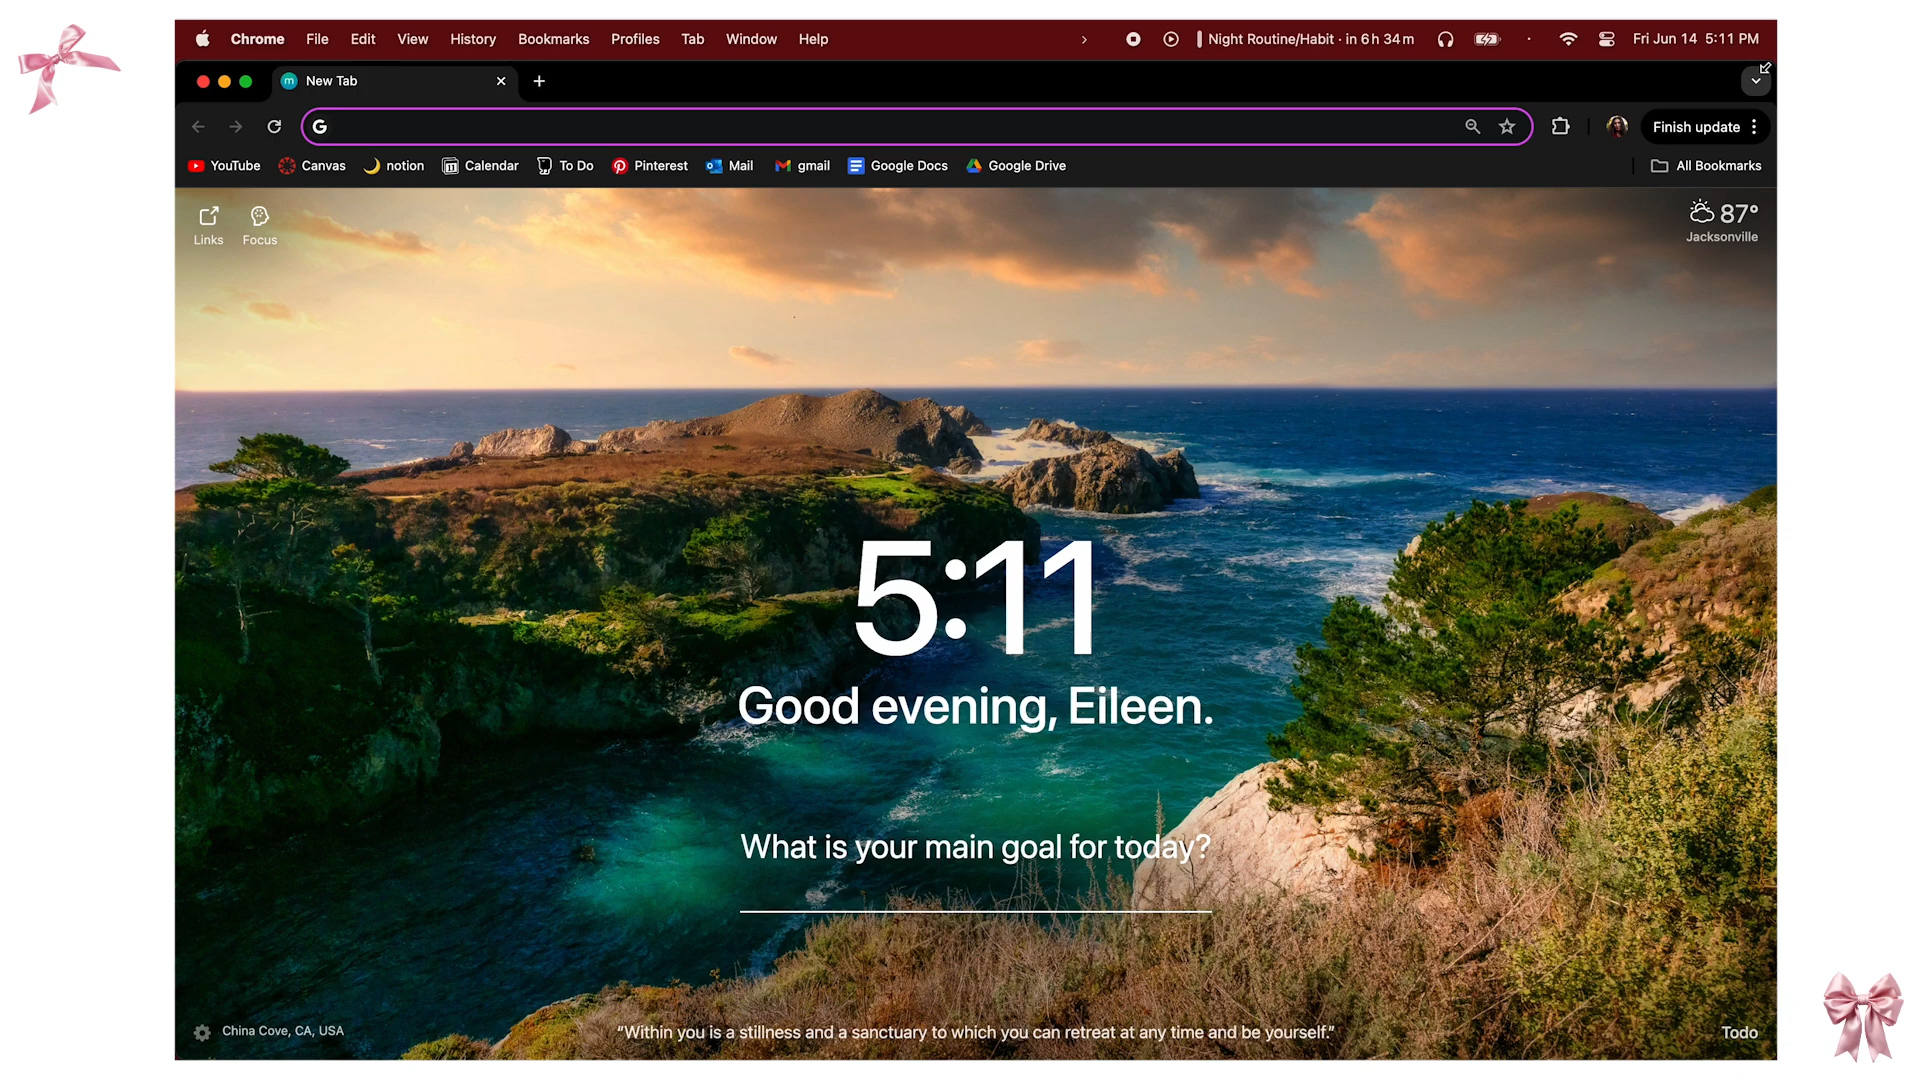 Chrome File Edit View History Bookmarks Profiles Tab Window Help Night Routine/Habit · in 6 h 34 m Fri Jun 14 5:11 PM
m New Tab
G Finish update
YouTube Canvas notion Calendar To Do Pinterest Mail gmail Google Docs Google Drive All Bookmarks
Links Focus
87°
Jacksonville
5:11
Good evening, Eileen.
What is your main goal for today?
China Cove, CA, USA
“Within you is a stillness and a sanctuary to which you can retreat at any time and be yourself.”
Todo